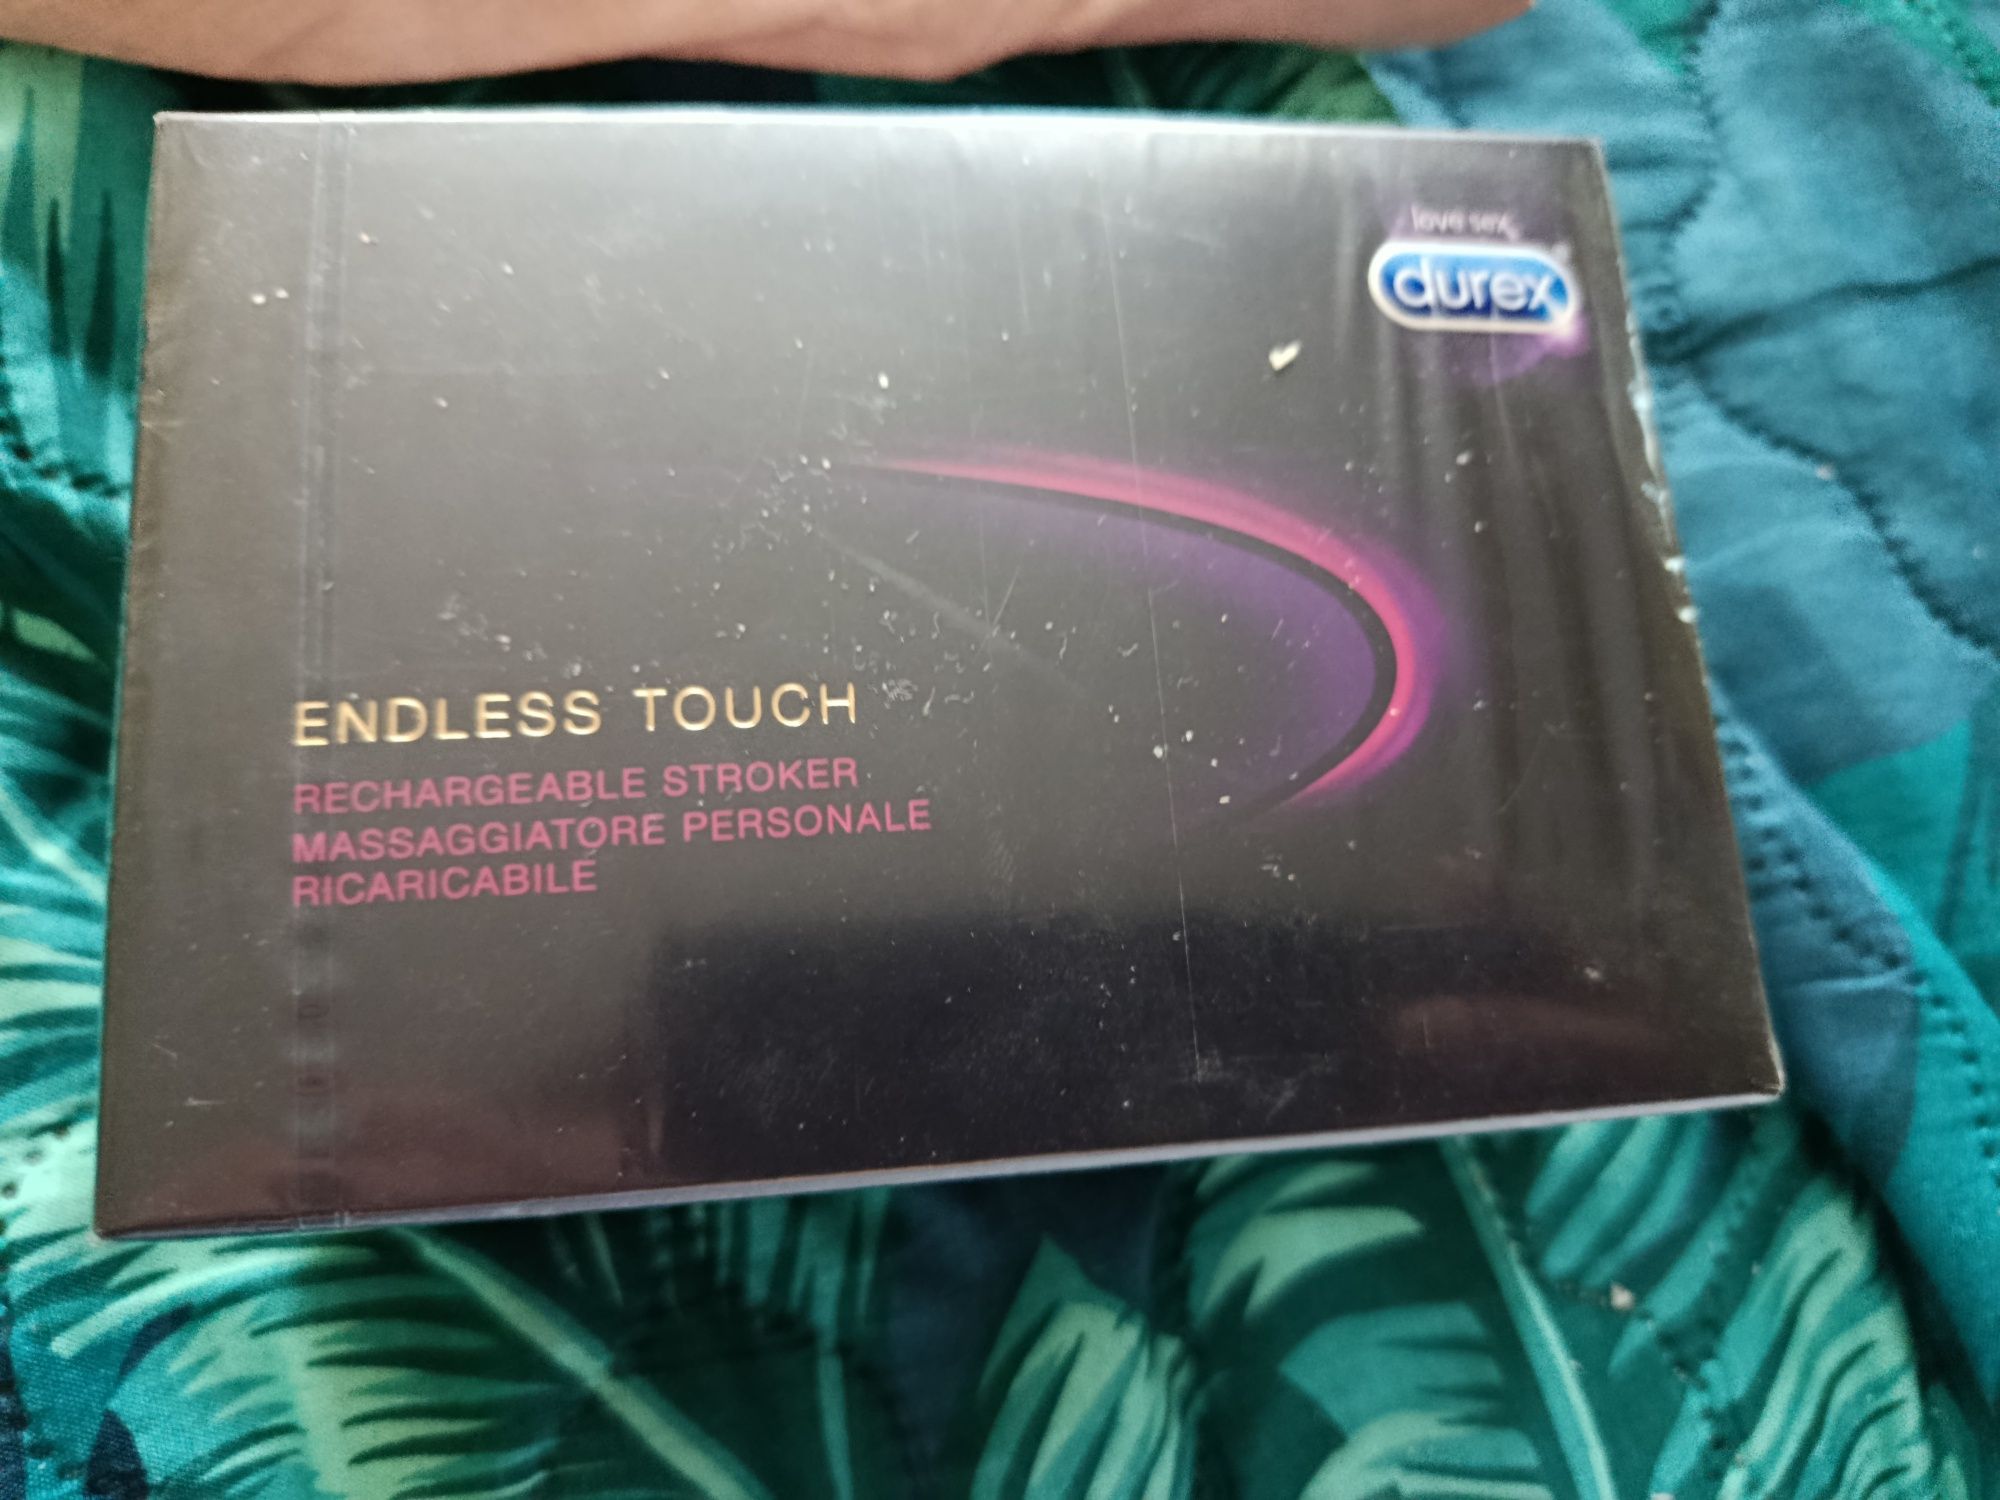 love sex
durex
ENDLESS TOUCH
RECHARGEABLE STROKER
MASSAGGIATORE PERSONALE
RICARICABILE